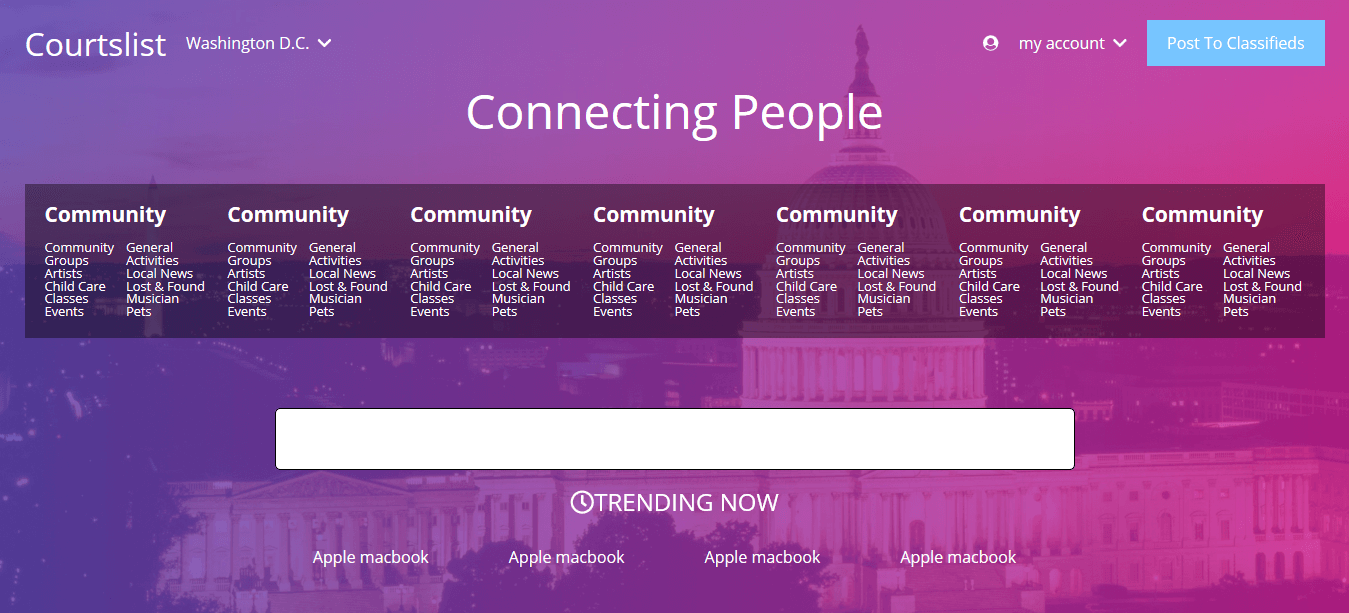 Courtslist Washington D.C. my account Post To Classifieds
Connecting People
Community Community Community Community Community Community Community
Community General Community General Community General Community General Community General Community General Community General
Groups Activities Groups Activities Groups Activities Groups Activities Groups Activities Groups Activities Groups Activities
Artists Local News Artists Local News Artists Local News Artists Local News Artists Local News Artists Local News Artists Local News
Child Care Lost & Found Child Care Lost & Found Child Care Lost & Found Child Care Lost & Found Child Care Lost & Found Child Care Lost & Found Child Care Lost & Found
Classes Musician Classes Musician Classes Musician Classes Musician Classes Musician Classes Musician Classes Musician
Events Pets Events Pets Events Pets Events Pets Events Pets Events Pets Events Pets
TRENDING NOW
Apple macbook Apple macbook Apple macbook Apple macbook